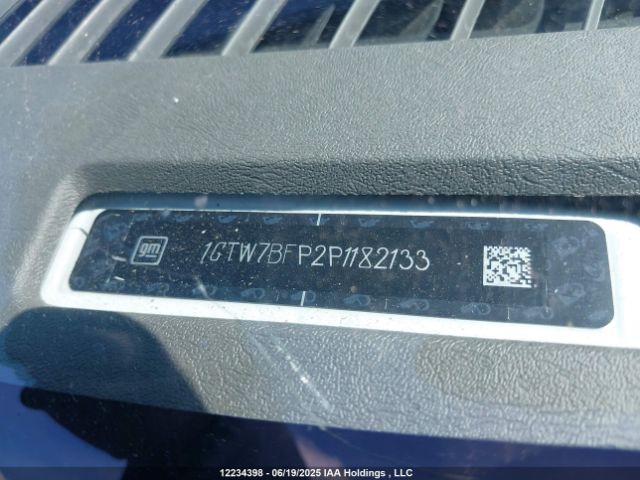 gm
1GTW7BFP2P1182133
12234398 - 06/19/2025 IAA Holdings , LLC